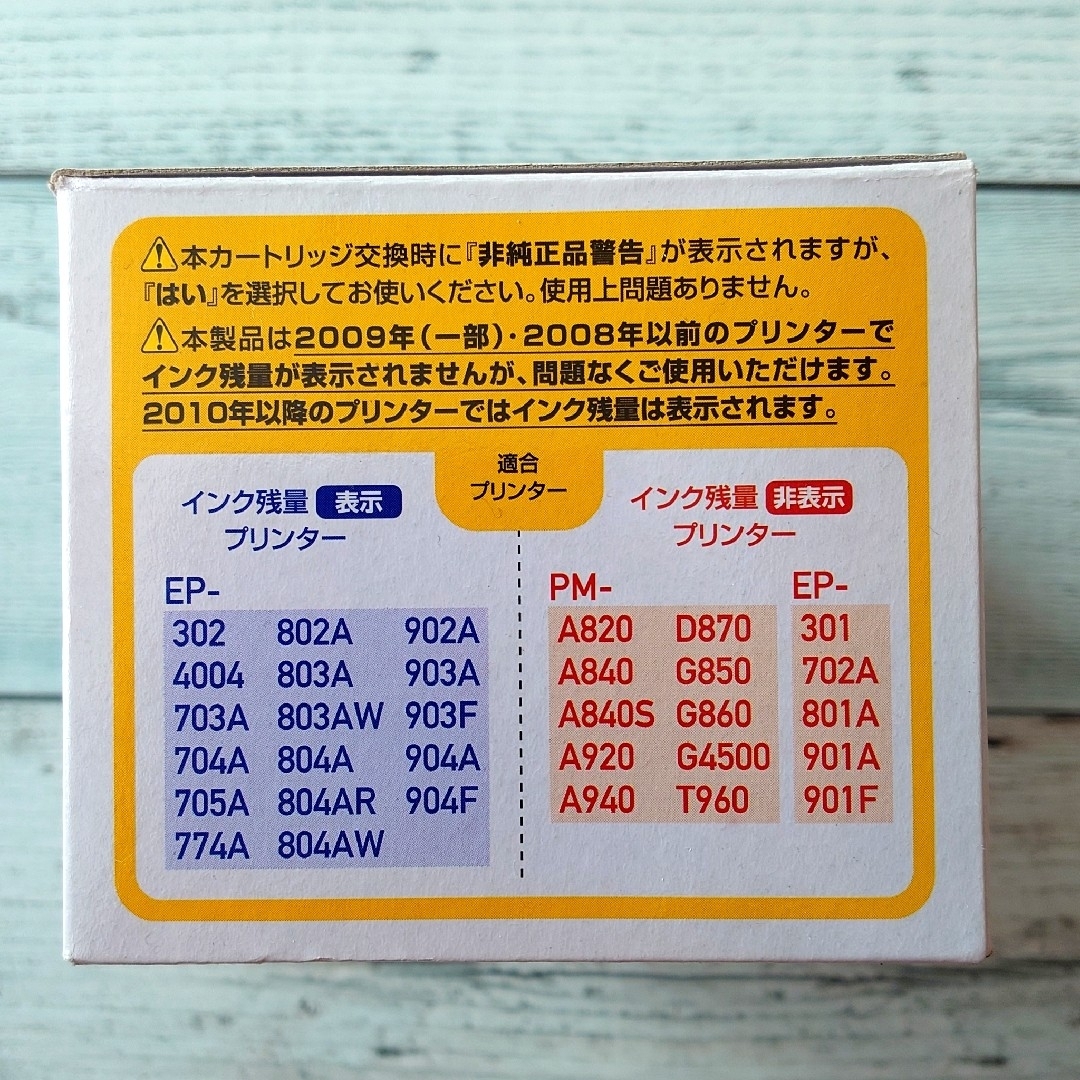 ⚠本カートリッジ交換時に『非純正品警告』が表示されますが、
『はい』を選択してお使いください。使用上問題ありません。
⚠本製品は2009年(一部)・2008年以前のプリンターで
インク残量が表示されませんが、問題なくご使用いただけます。
2010年以降のプリンターではインク残量は表示されます。
適合
プリンター
インク残量 表示
プリンター
EP-
302 802A 902A
4004 803A 903A
703A 803AW 903F
704A 804A 904A
705A 804AR 904F
774A 804AW
インク残量 非表示
プリンター
PM- EP-
A820 D870 301
A840 G850 702A
A840S G860 801A
A920 G4500 901A
A940 T960 901F